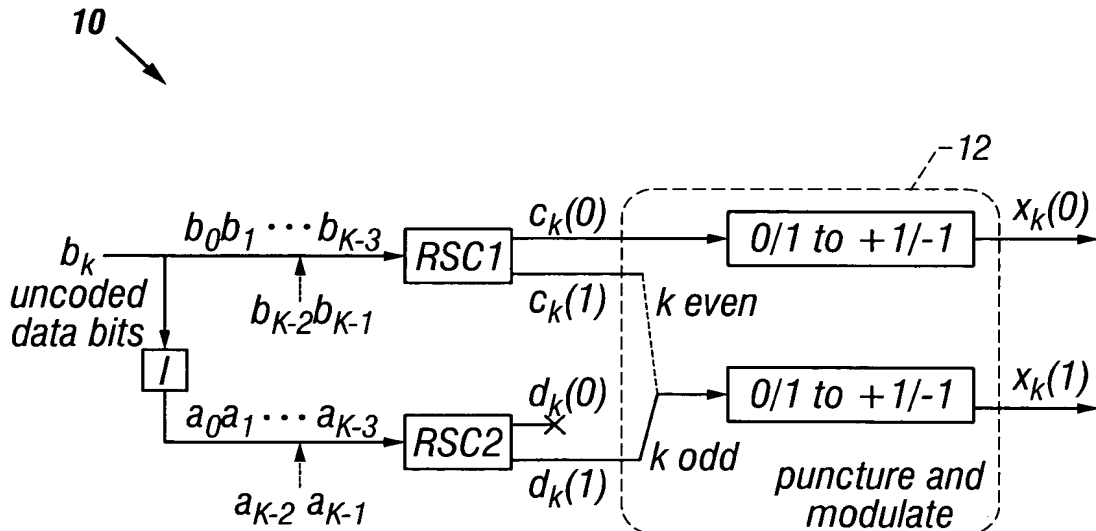 10
-12
b₀b₁ ··· b_K-3
c_k(0)
x_k(0)
b_k
RSC1
0/1 to +1/-1
uncoded
data bits
b_K-2b_K-1
c_k(1)
k even
I
a₀a₁ ··· a_K-3
d_k(0)
0/1 to +1/-1
x_k(1)
RSC2
k odd
a_K-2 a_K-1
d_k(1)
puncture and
modulate